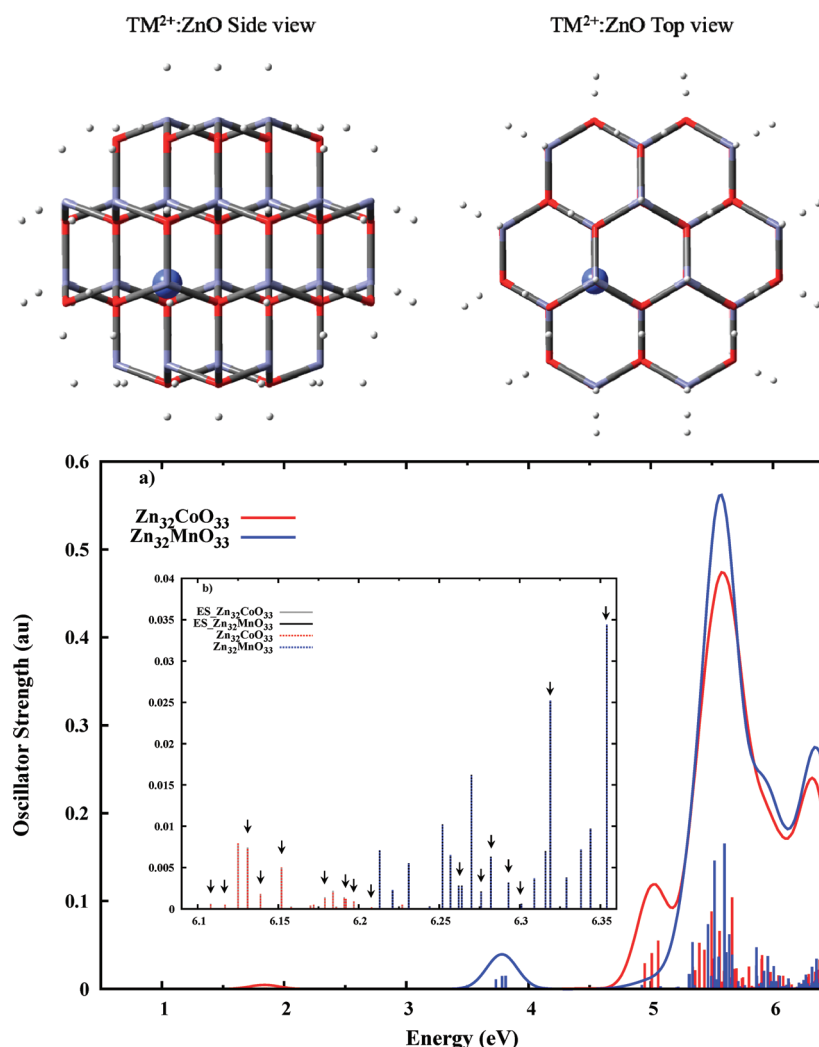 TM²⁺:ZnO Side view
TM²⁺:ZnO Top view
a)
Zn₃₂CoO₃₃
Zn₃₂MnO₃₃
0.6
0.5
0.4
0.3
0.2
0.1
0
Oscillator Strength (au)
b)
ES_Zn₃₂CoO₃₃
ES_Zn₃₂MnO₃₃
Zn₃₂CoO₃₃
Zn₃₂MnO₃₃
0.04
0.035
0.03
0.025
0.02
0.015
0.01
0.005
0
6.1 6.15 6.2 6.25 6.3 6.35
1 2 3 4 5 6
Energy (eV)